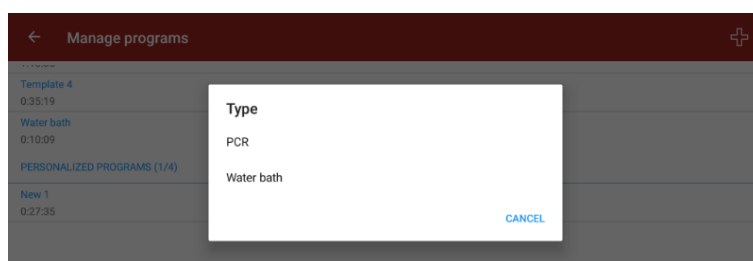 Manage programs
Template 4
0:35:19
Water bath
0:10:09
PERSONALIZED PROGRAMS (1/4)
New 1
0:27:35
Type
PCR
Water bath
CANCEL